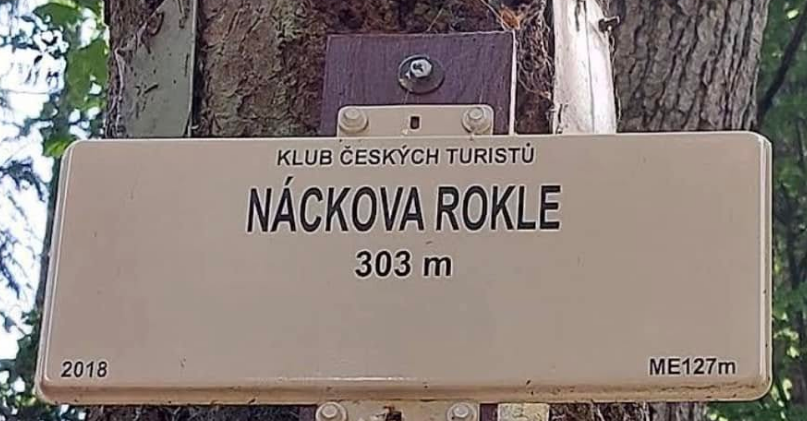 KLUB ČESKÝCH TURISTŮ
NÁCKOVA ROKLE
303 m
2018 ME127m